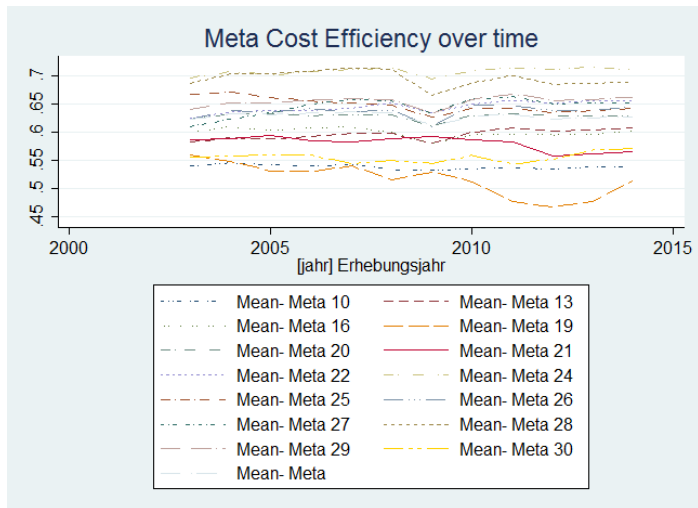 Meta Cost Efficiency over time
.7
.65
.6
.55
.5
.45
2000 2005 2010 2015
[jahr] Erhebungsjahr
Mean- Meta 10 Mean- Meta 13
Mean- Meta 16 Mean- Meta 19
Mean- Meta 20 Mean- Meta 21
Mean- Meta 22 Mean- Meta 24
Mean- Meta 25 Mean- Meta 26
Mean- Meta 27 Mean- Meta 28
Mean- Meta 29 Mean- Meta 30
Mean- Meta